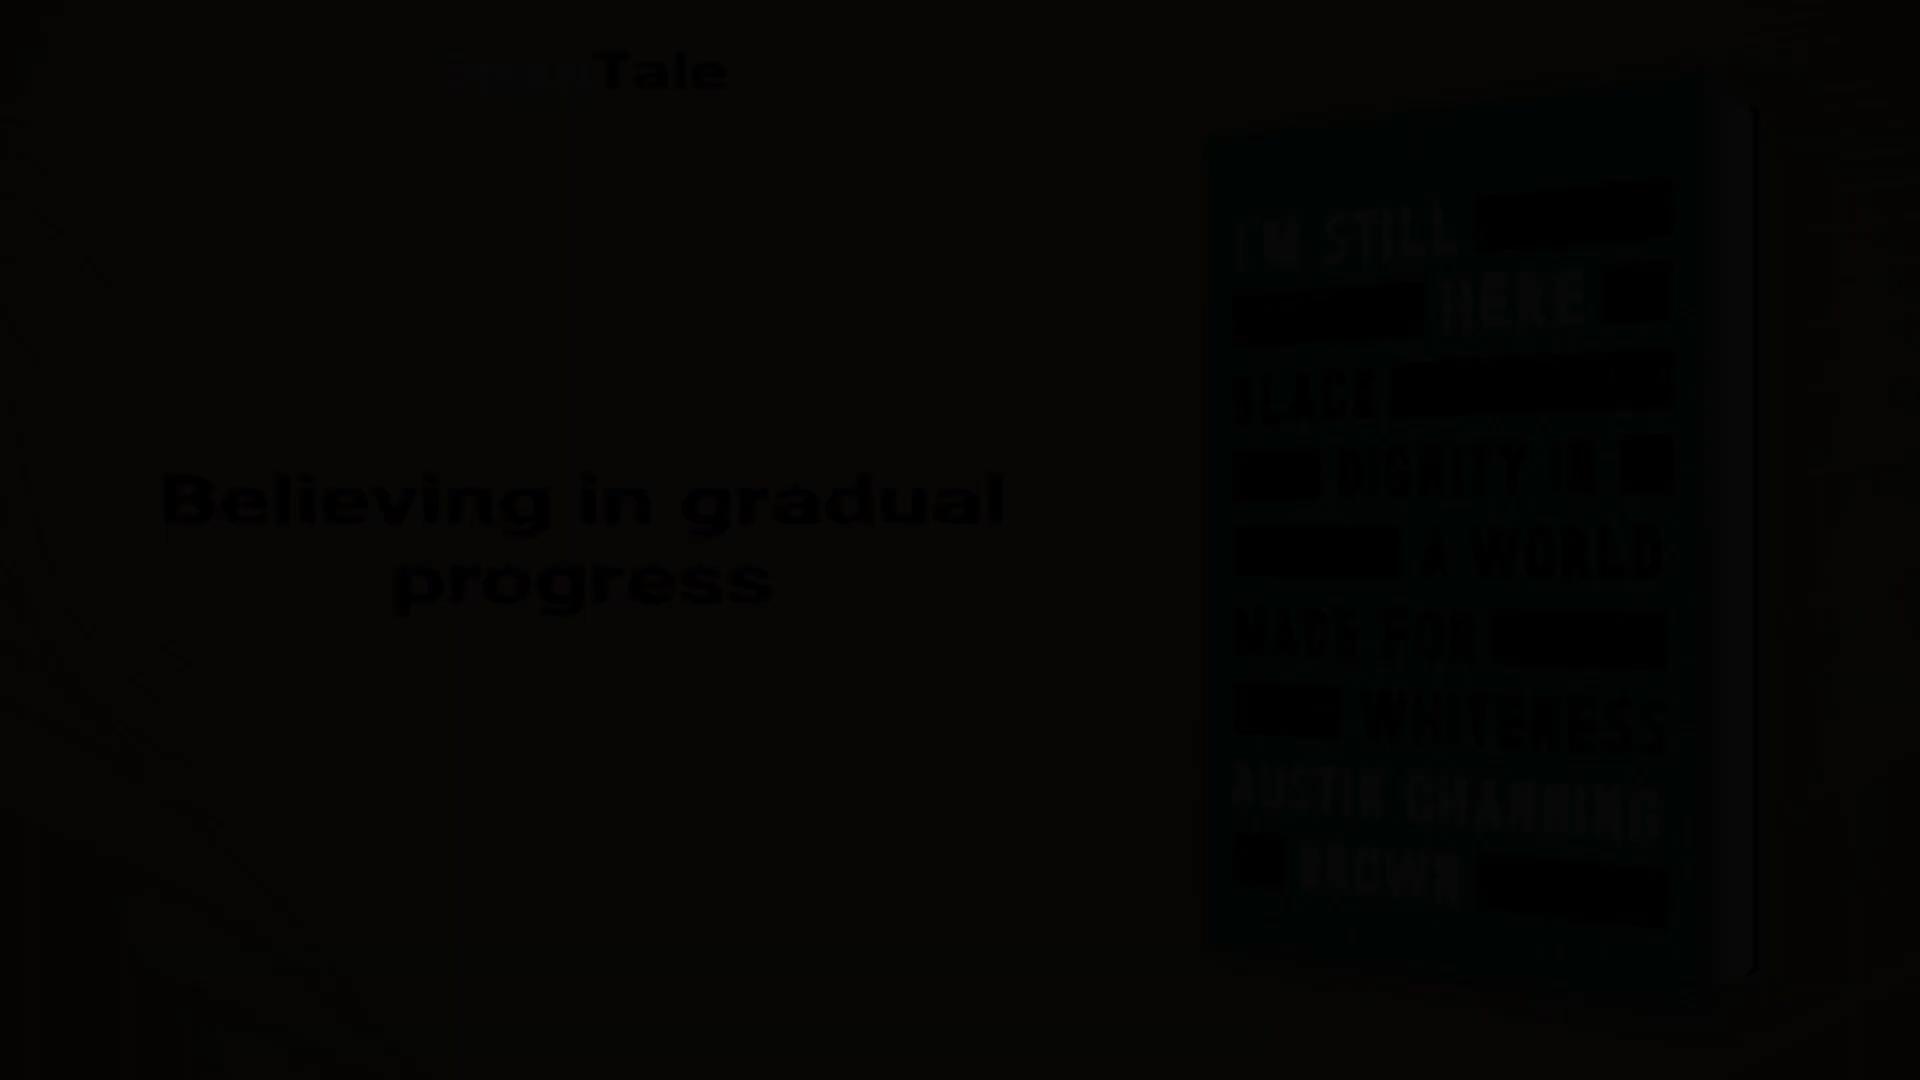 Tale
Believing in gradual
progress
I'M STILL
HERE
BLACK
DIGNITY IN
A WORLD
MADE FOR
WHITENESS
AUSTIN CHANNING
BROWN